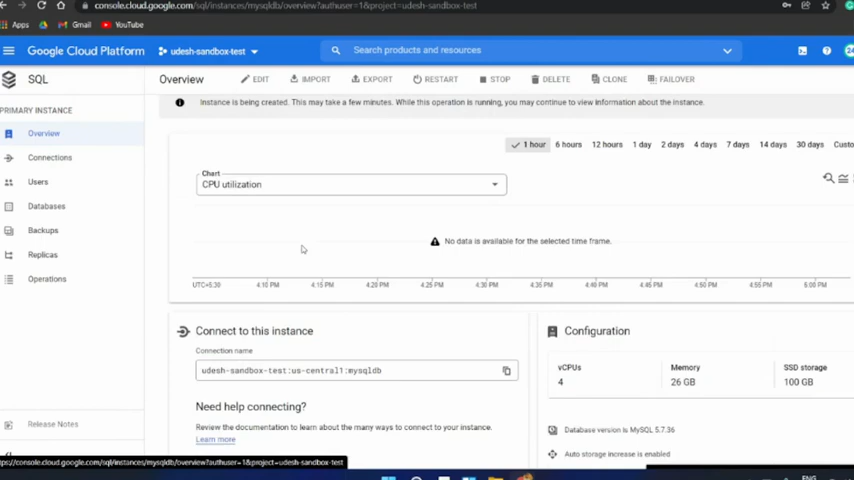 console.cloud.google.com/sql/instances/mysqldb/overview?authuser=1&project=udesh-sandbox-test
Apps Gmail YouTube
Google Cloud Platform udesh-sandbox-test Search products and resources
SQL Overview EDIT IMPORT EXPORT RESTART STOP DELETE CLONE FAILOVER
Instance is being created. This may take a few minutes. While this operation is running, you may continue to view information about the instance.
PRIMARY INSTANCE
Overview
Connections
Users
Databases
Backups
Replicas
Operations
Release Notes
1 hour 6 hours 12 hours 1 day 2 days 4 days 7 days 14 days 30 days Custo
Chart
CPU utilization
No data is available for the selected time frame.
UTC+5:30 4:10 PM 4:15 PM 4:20 PM 4:25 PM 4:30 PM 4:35 PM 4:40 PM 4:45 PM 4:50 PM 4:55 PM 5:00 PM
Connect to this instance
Connection name
udesh-sandbox-test:us-central1:mysqldb
Need help connecting?
Review the documentation to learn about the many ways to connect to your instance.
Learn more
Configuration
vCPUs Memory SSD storage
4 26 GB 100 GB
Database version is MySQL 5.7.36
Auto storage increase is enabled
ttps://console.cloud.google.com/sql/instances/mysqldb/overview?authuser=1&project=udesh-sandbox-test
ENG